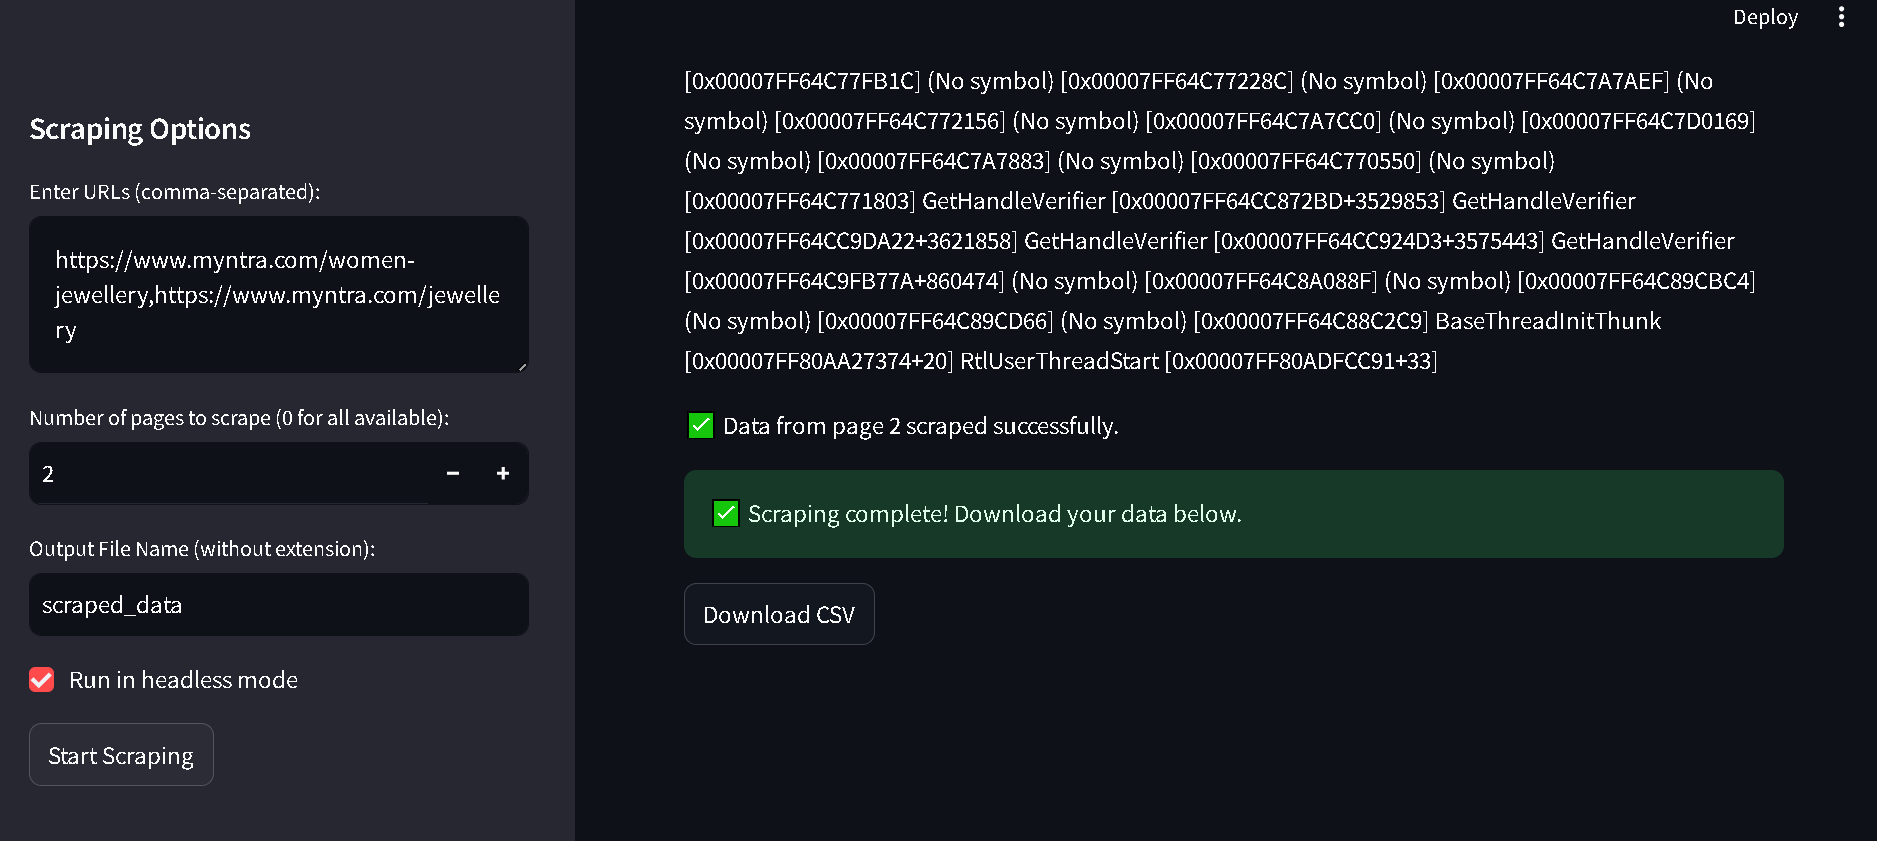 Deploy
Scraping Options
Enter URLs (comma-separated):
https://www.myntra.com/women-
jewellery,https://www.myntra.com/jewelle
ry
Number of pages to scrape (0 for all available):
2
Output File Name (without extension):
scraped_data
Run in headless mode
Start Scraping
[0x00007FF64C77FB1C] (No symbol) [0x00007FF64C77228C] (No symbol) [0x00007FF64C7A7AEF] (No
symbol) [0x00007FF64C772156] (No symbol) [0x00007FF64C7A7CC0] (No symbol) [0x00007FF64C7D0169]
(No symbol) [0x00007FF64C7A7883] (No symbol) [0x00007FF64C770550] (No symbol)
[0x00007FF64C771803] GetHandleVerifier [0x00007FF64CC872BD+3529853] GetHandleVerifier
[0x00007FF64CC9DA22+3621858] GetHandleVerifier [0x00007FF64CC924D3+3575443] GetHandleVerifier
[0x00007FF64C9FB77A+860474] (No symbol) [0x00007FF64C8A088F] (No symbol) [0x00007FF64C89CBC4]
(No symbol) [0x00007FF64C89CD66] (No symbol) [0x00007FF64C88C2C9] BaseThreadInitThunk
[0x00007FF80AA27374+20] RtlUserThreadStart [0x00007FF80ADFCC91+33]
Data from page 2 scraped successfully.
Scraping complete! Download your data below.
Download CSV